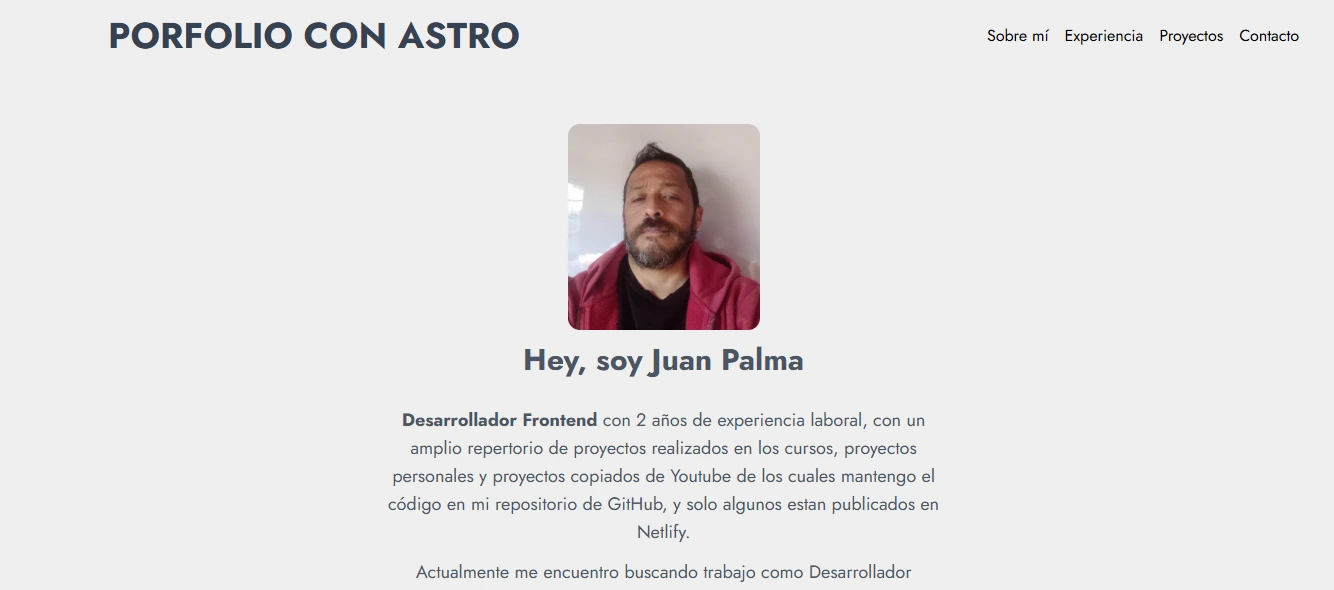 PORFOLIO CON ASTRO
Sobre mí Experiencia Proyectos Contacto
Hey, soy Juan Palma
Desarrollador Frontend con 2 años de experiencia laboral, con un
amplio repertorio de proyectos realizados en los cursos, proyectos
personales y proyectos copiados de Youtube de los cuales mantengo el
código en mi repositorio de GitHub, y solo algunos estan publicados en
Netlify.
Actualmente me encuentro buscando trabajo como Desarrollador